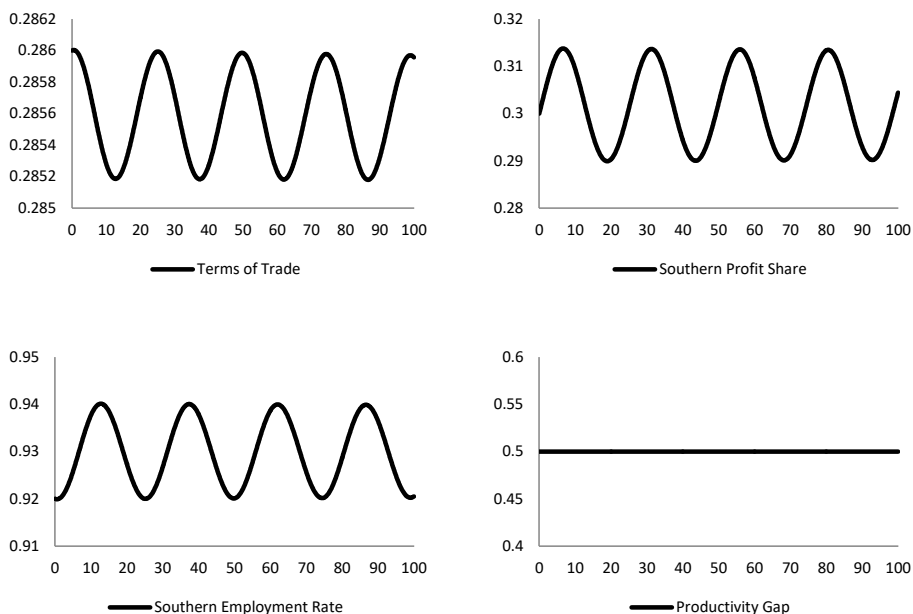 0.2862
0.286
0.2858
0.2856
0.2854
0.2852
0.285
0 10 20 30 40 50 60 70 80 90 100
Terms of Trade
0.32
0.31
0.3
0.29
0.28
0 10 20 30 40 50 60 70 80 90 100
Southern Profit Share
0.95
0.94
0.93
0.92
0.91
0 10 20 30 40 50 60 70 80 90 100
Southern Employment Rate
0.6
0.55
0.5
0.45
0.4
0 10 20 30 40 50 60 70 80 90 100
Productivity Gap